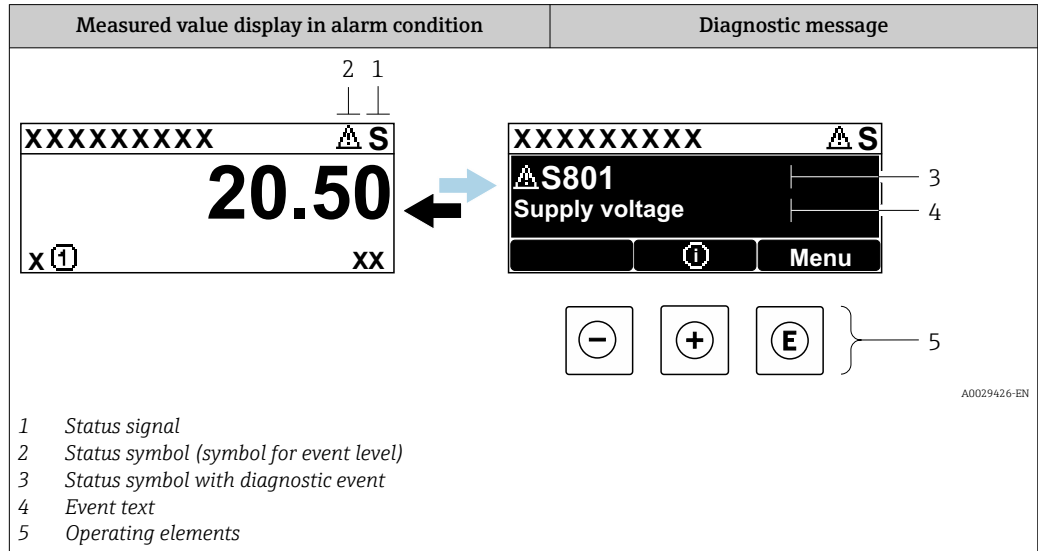 Measured value display in alarm condition
Diagnostic message
2 1
XXXXXXXXX S
20.50
x 1 XX
XXXXXXXXX S
S801
Supply voltage
i Menu
3
4
- + E
5
A0029426-EN
1 Status signal
2 Status symbol (symbol for event level)
3 Status symbol with diagnostic event
4 Event text
5 Operating elements